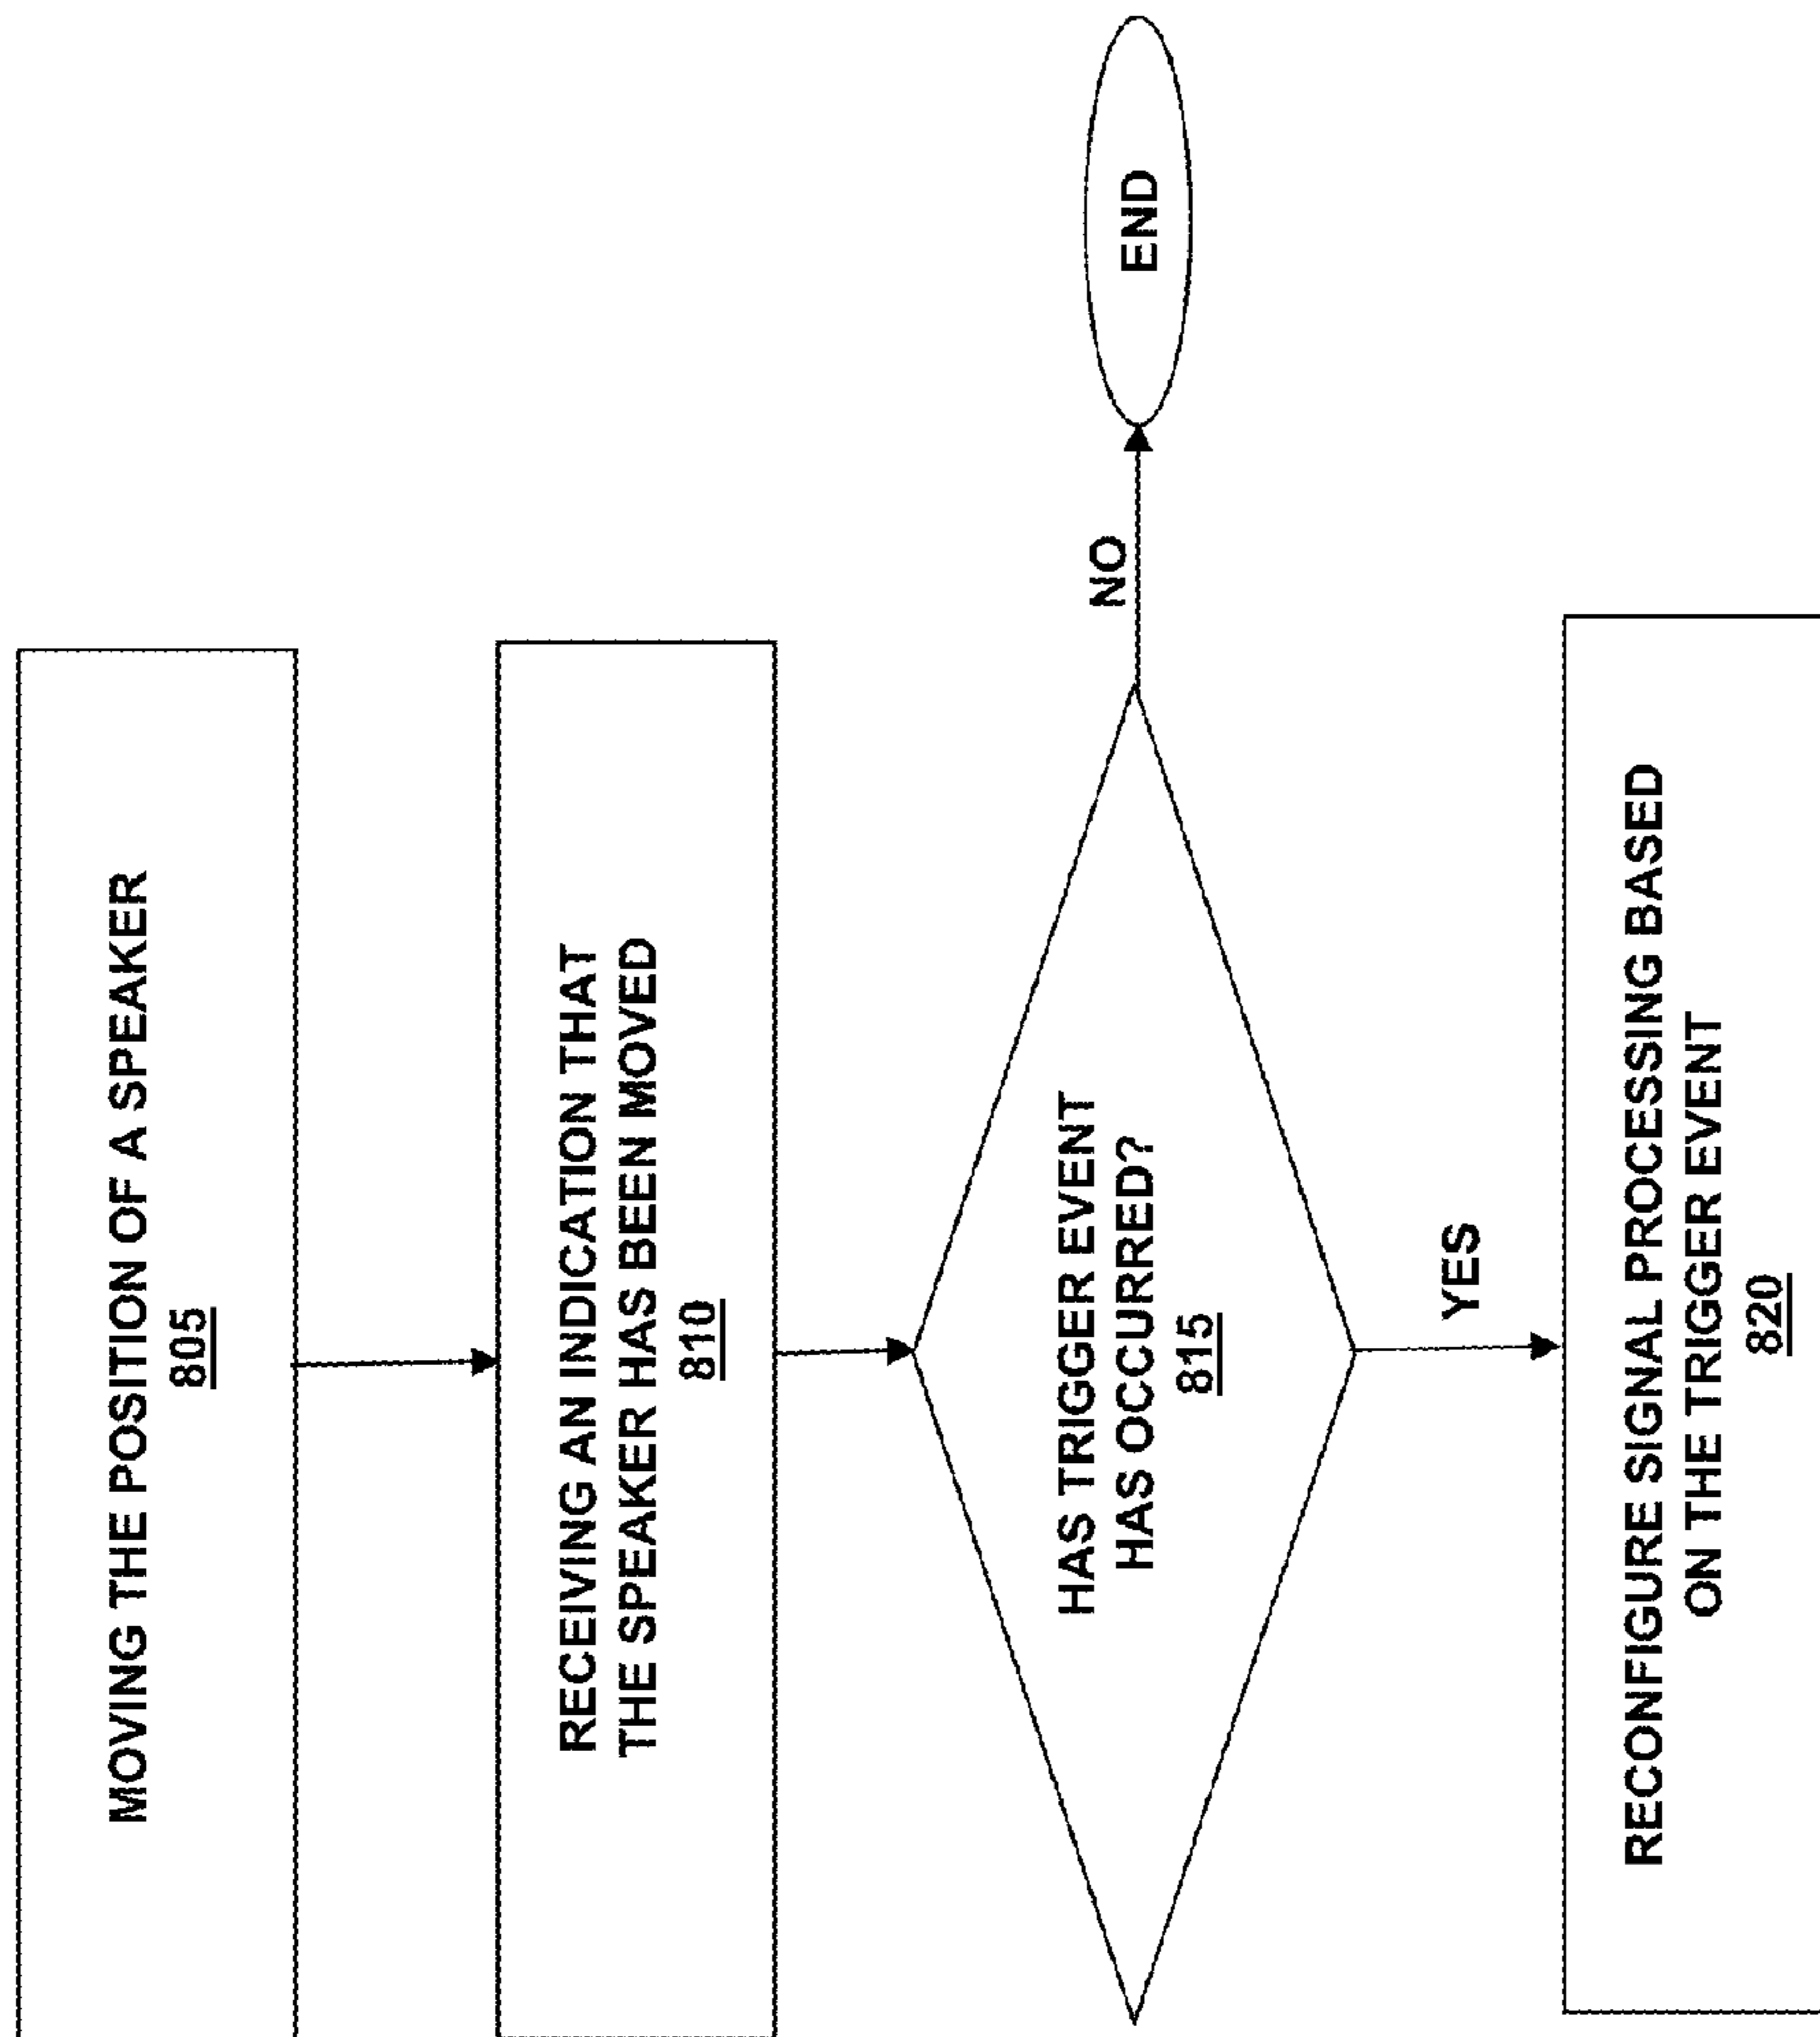 MOVING THE POSITION OF A SPEAKER
805
RECEIVING AN INDICATION THAT
THE SPEAKER HAS BEEN MOVED
810
HAS TRIGGER EVENT
HAS OCCURRED?
815
NO
END
YES
RECONFIGURE SIGNAL PROCESSING BASED
ON THE TRIGGER EVENT
820